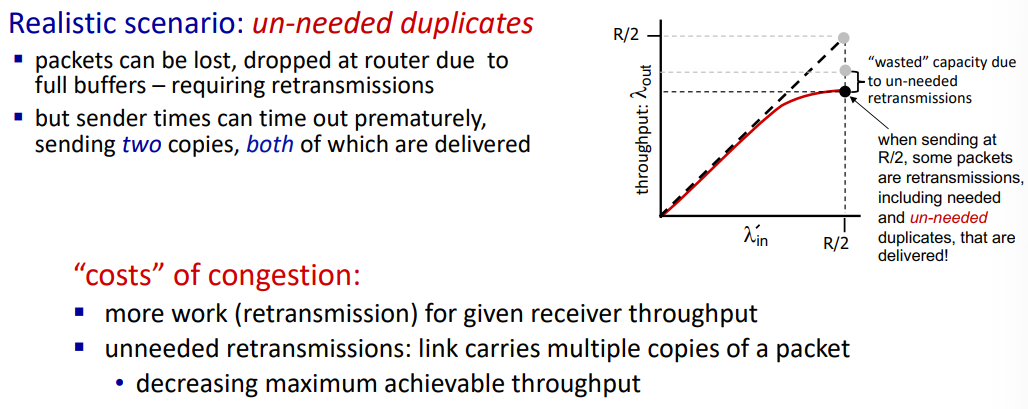 Realistic scenario: un-needed duplicates
▪ packets can be lost, dropped at router due to
full buffers – requiring retransmissions
▪ but sender times can time out prematurely,
sending two copies, both of which are delivered
R/2
throughput: λout
λ'in
R/2
“wasted” capacity due
to un-needed
retransmissions
when sending at
R/2, some packets
are retransmissions,
including needed
and un-needed
duplicates, that are
delivered!
“costs” of congestion:
▪ more work (retransmission) for given receiver throughput
▪ unneeded retransmissions: link carries multiple copies of a packet
• decreasing maximum achievable throughput